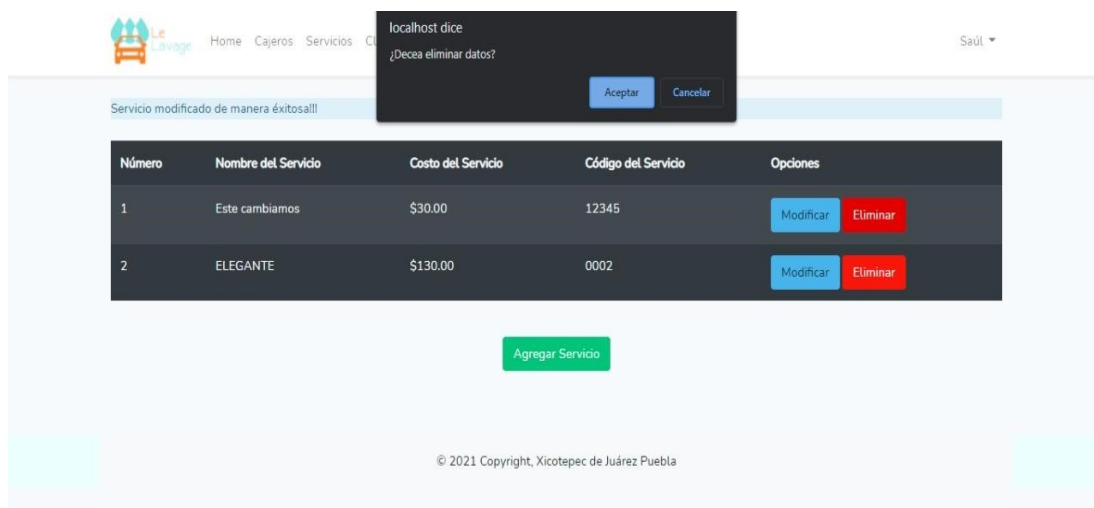 Le
Lavage
Home Cajeros Servicios
Saúl
localhost dice
¿Decea eliminar datos?
Aceptar Cancelar
Servicio modificado de manera éxitosa!!!
Número Nombre del Servicio Costo del Servicio Código del Servicio Opciones
1 Este cambiamos $30.00 12345 Modificar Eliminar
2 ELEGANTE $130.00 0002 Modificar Eliminar
Agregar Servicio
© 2021 Copyright, Xicotepec de Juárez Puebla